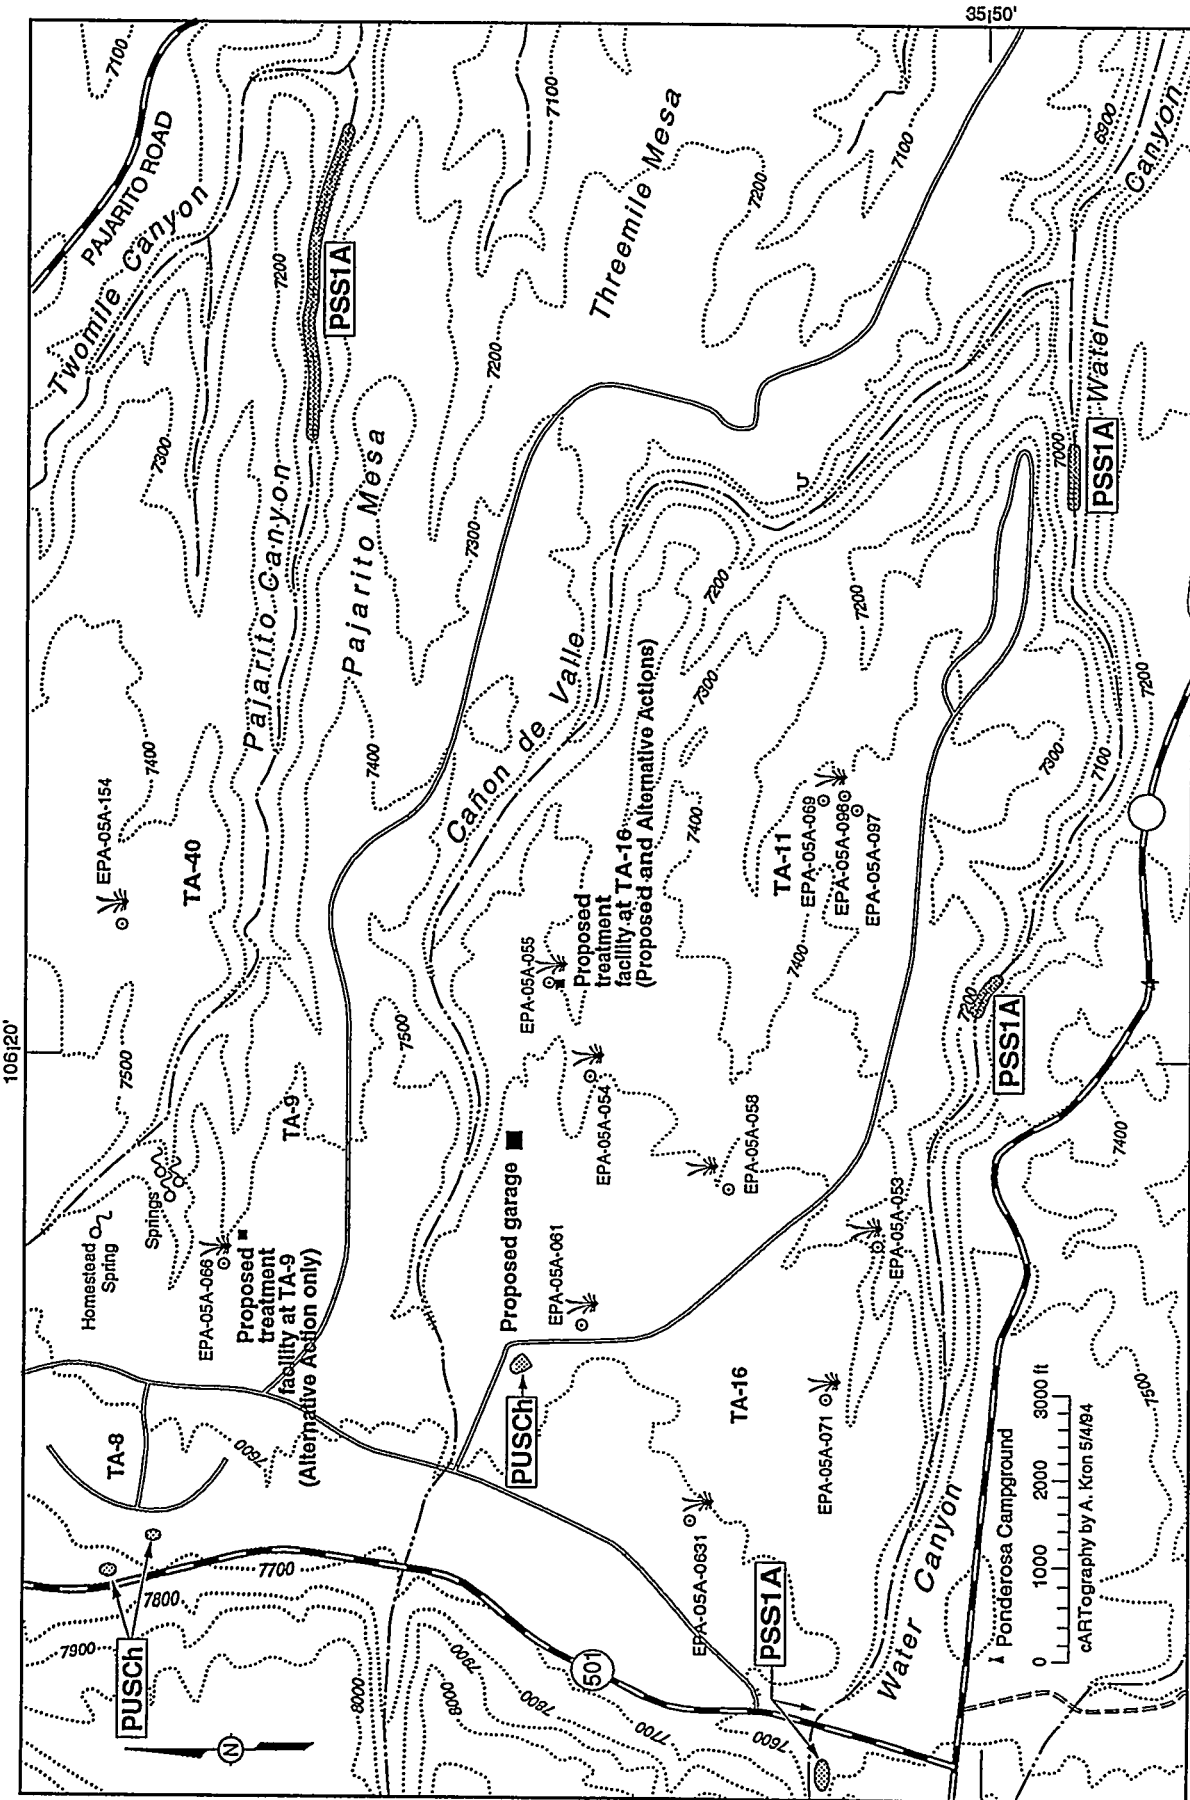 35|50'
7100
PAJARITO ROAD
Twomile Canyon
7200
PSS1A
7100
Threemile Mesa
7200
7100
6900
Canyon
7300
7200
Pajarito Canyon
Pajarito Mesa
7300
7000
PSS1A
Water
7200
7200
7300
7200
7400
EPA-05A-154
TA-40
7400
Cañon de Valle
7400
7300
7100
TA-11
EPA-05A-069
EPA-05A-096
EPA-05A-097
Proposed
treatment
facility at TA-16
(Proposed and Alternative Actions)
EPA-05A-055
7400
7200
PSS1A
106|20'
7500
7500
TA-9
EPA-05A-054
EPA-05A-058
7400
Homestead
Spring
Springs
EPA-05A-066
Proposed
treatment
facility at TA-9
(Alternative Action only)
Proposed garage
EPA-05A-061
EPA-05A-053
TA-8
7600
PUSCh
TA-16
EPA-05A-071
7500
EPA-05A-0631
Water Canyon
Ponderosa Campground
0 1000 2000 3000 ft
cARTography by A. Kron 5/4/94
7700
7800
7900
PUSCh
8000
7900
8000
7800
7700
501
7600
PSS1A
N